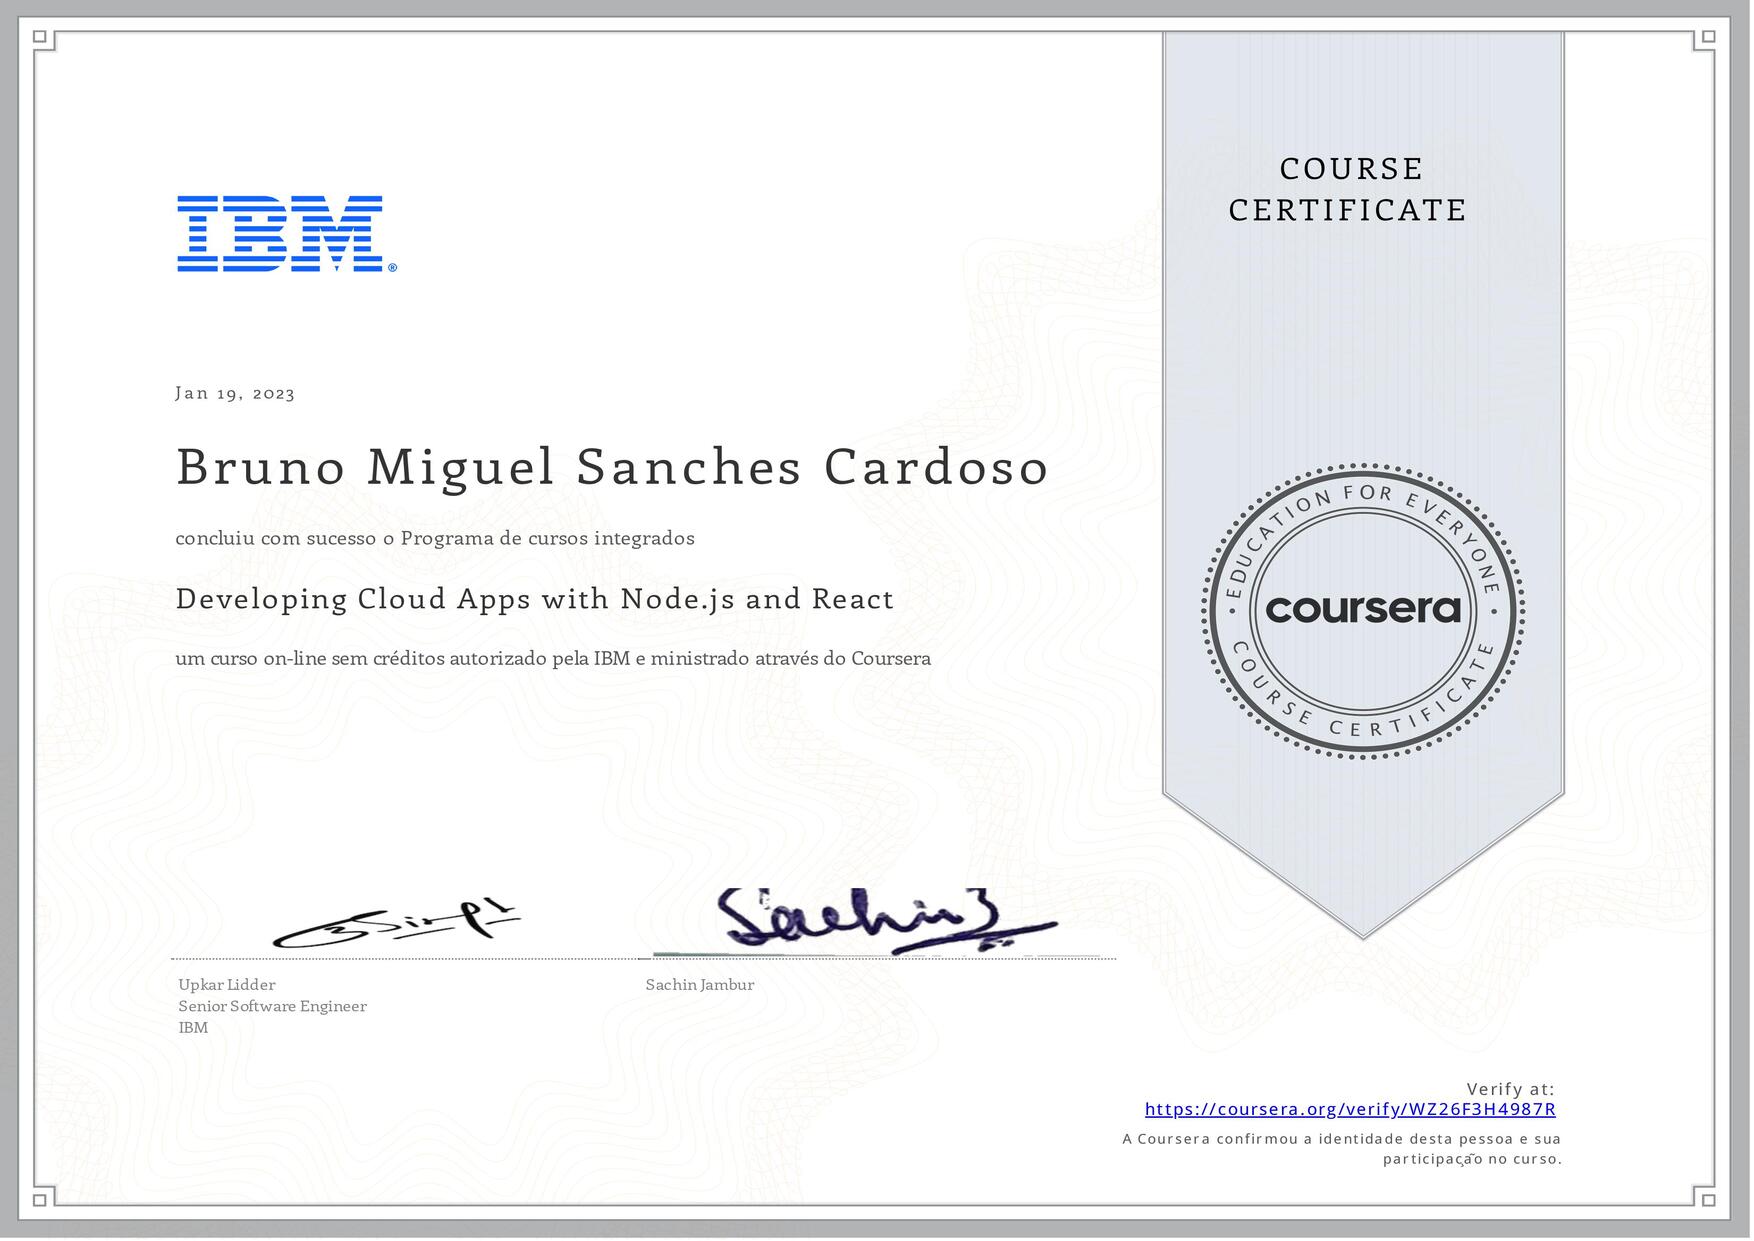 COURSE
CERTIFICATE
IBM®
Jan 19, 2023
Bruno Miguel Sanches Cardoso
concluiu com sucesso o Programa de cursos integrados
Developing Cloud Apps with Node.js and React
um curso on-line sem créditos autorizado pela IBM e ministrado através do Coursera
EDUCATION FOR EVERYONE
coursera
COURSE CERTIFICATE
Sachin
Upkar Lidder
Senior Software Engineer
IBM
Sachin Jambur
Verify at:
https://coursera.org/verify/WZ26F3H4987R
A Coursera confirmou a identidade desta pessoa e sua
participação no curso.